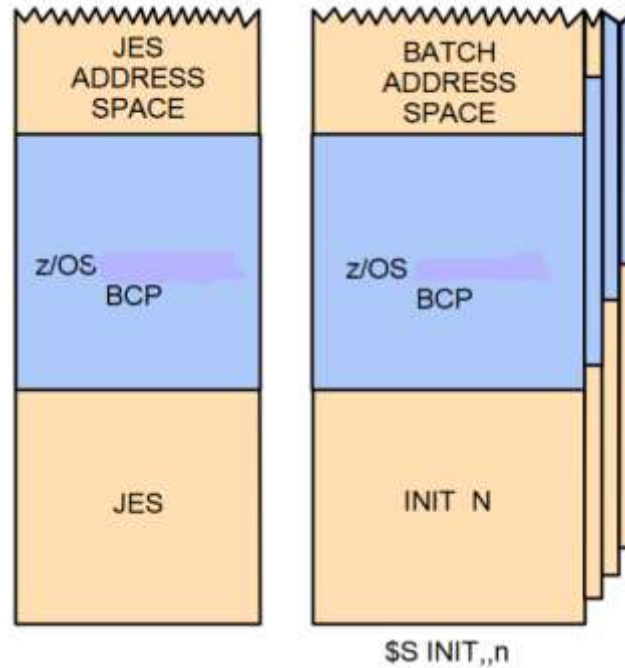 JES
ADDRESS
SPACE
BATCH
ADDRESS
SPACE
z/OS
BCP
z/OS
BCP
JES
INIT N
$S INIT,,n